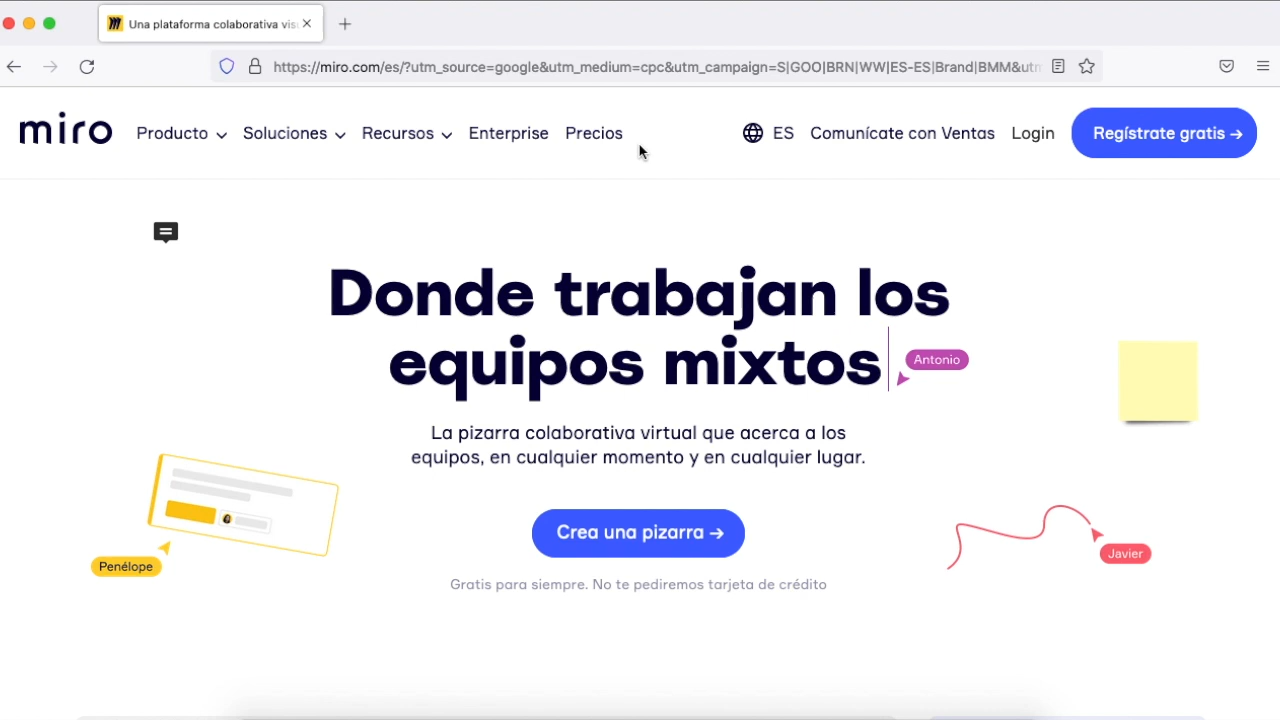 Una plataforma colaborativa vis
https://miro.com/es/?utm_source=google&utm_medium=cpc&utm_campaign=S|GOO|BRN|WW|ES-ES|Brand|BMM&utm
miro
Producto
Soluciones
Recursos
Enterprise
Precios
ES
Comunícate con Ventas
Login
Regístrate gratis →
Donde trabajan los
equipos mixtos
Antonio
La pizarra colaborativa virtual que acerca a los
equipos, en cualquier momento y en cualquier lugar.
Crea una pizarra →
Penélope
Javier
Gratis para siempre. No te pediremos tarjeta de crédito